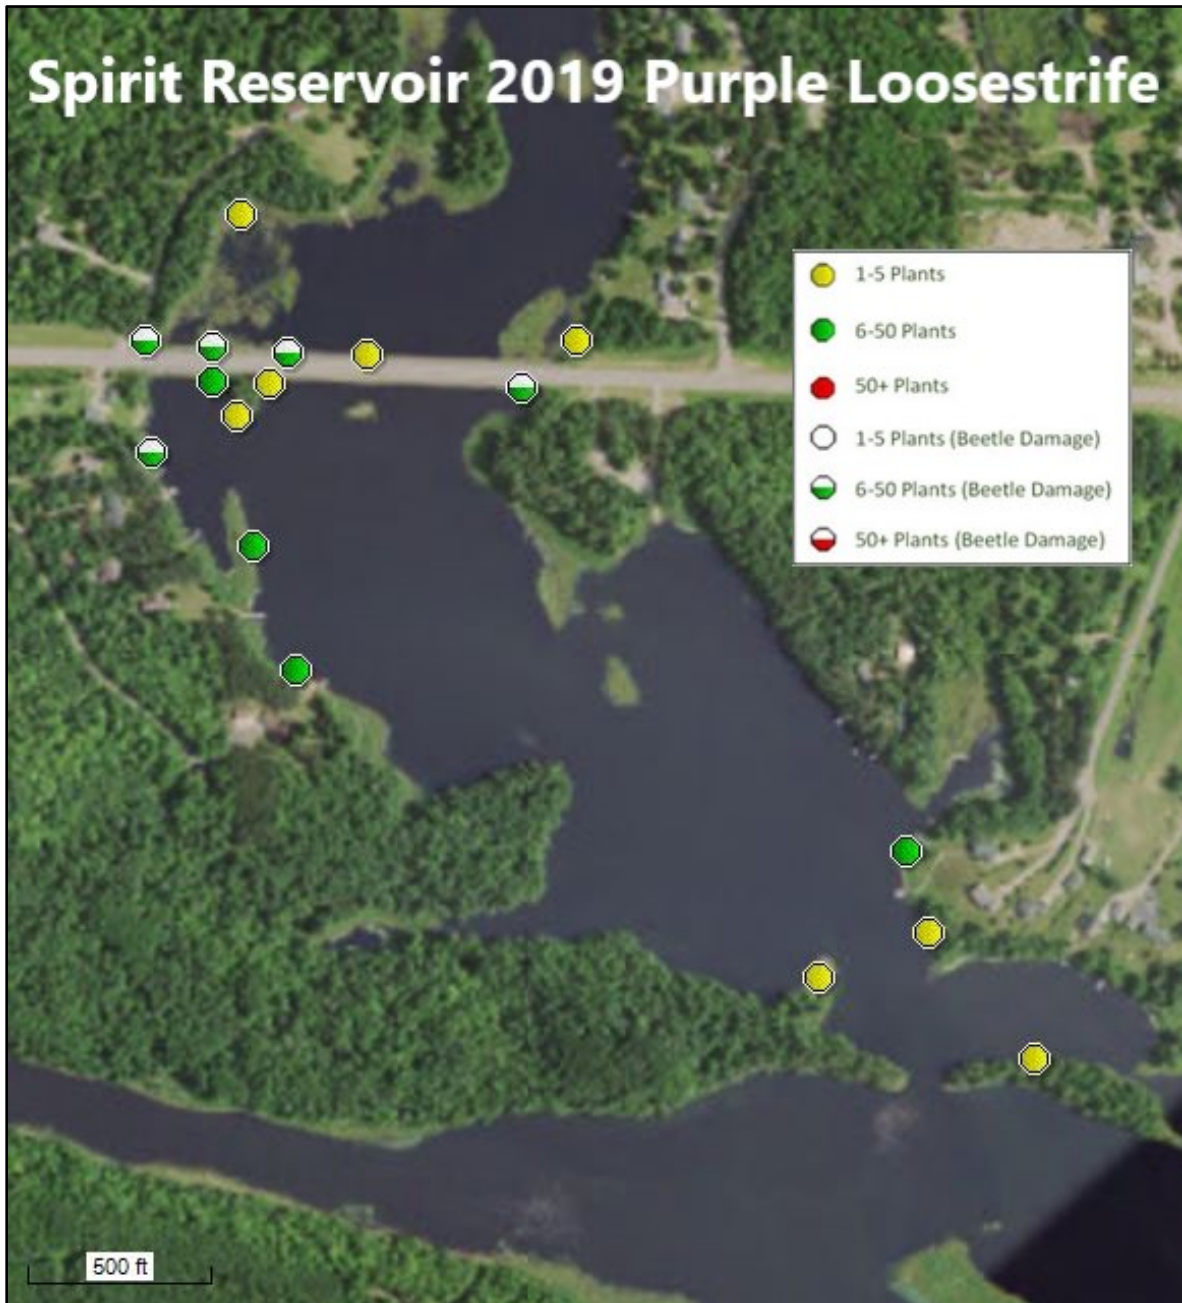 Spirit Reservoir 2019 Purple Loosestrife
1-5 Plants
6-50 Plants
50+ Plants
1-5 Plants (Beetle Damage)
6-50 Plants (Beetle Damage)
50+ Plants (Beetle Damage)
500 ft